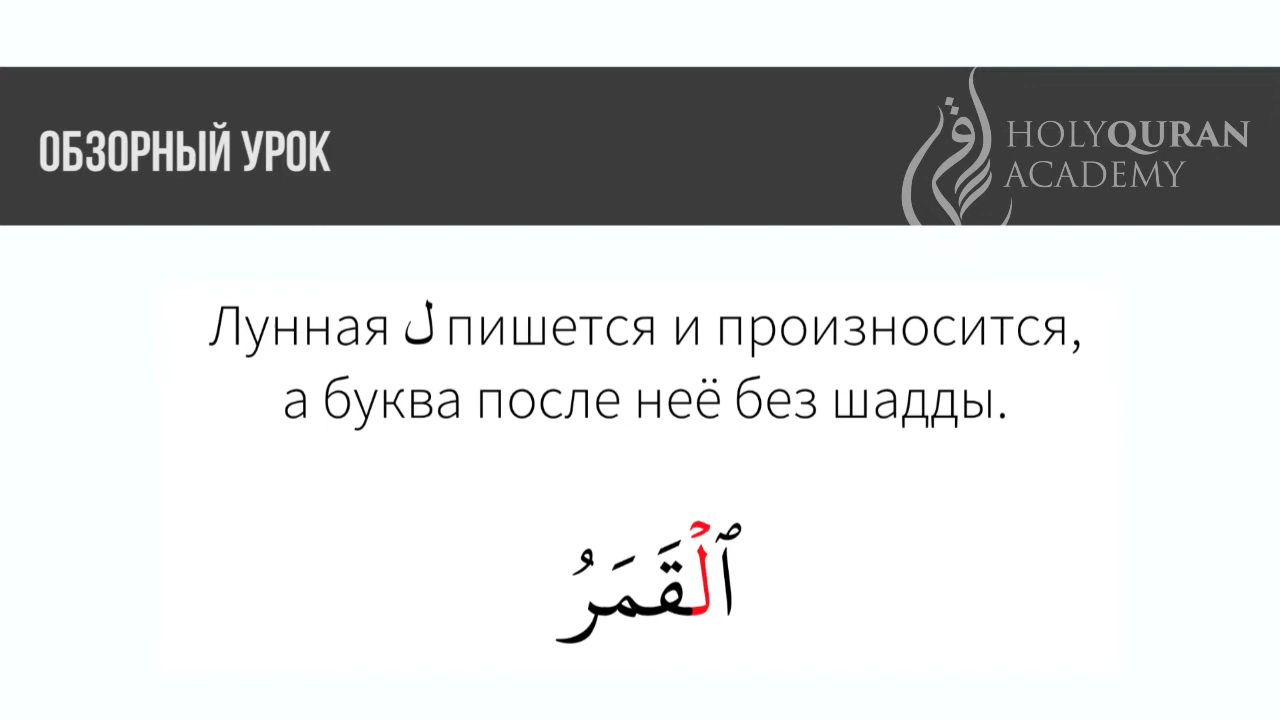 ОБЗОРНЫЙ УРОК
HOLYQURAN
ACADEMY
Лунная ل пишется и произносится,
а буква после неё без шадды.
ٱلۡقَمَرُ